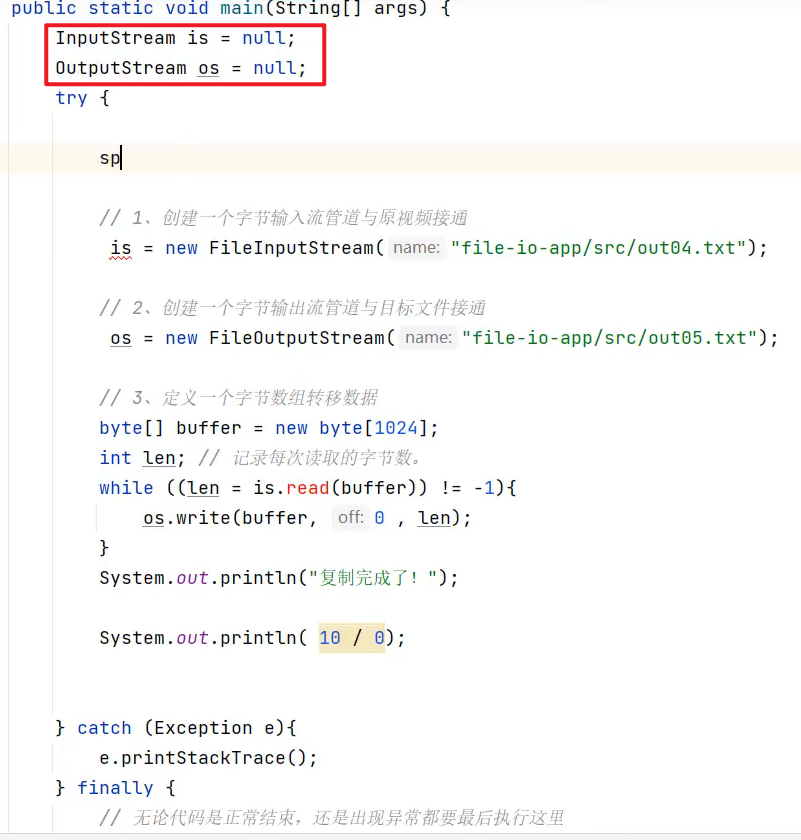 public static void main(String[] args) {
InputStream is = null;
OutputStream os = null;
try {
sp
// 1、创建一个字节输入流管道与原视频接通
is = new FileInputStream( name: "file-io-app/src/out04.txt");
// 2、创建一个字节输出流管道与目标文件接通
os = new FileOutputStream( name: "file-io-app/src/out05.txt");
// 3、定义一个字节数组转移数据
byte[] buffer = new byte[1024];
int len; // 记录每次读取的字节数。
while ((len = is.read(buffer)) != -1){
os.write(buffer, off: 0 , len);
}
System.out.println("复制完成了！");
System.out.println( 10 / 0);
} catch (Exception e){
e.printStackTrace();
} finally {
// 无论代码是正常结束，还是出现异常都要最后执行这里